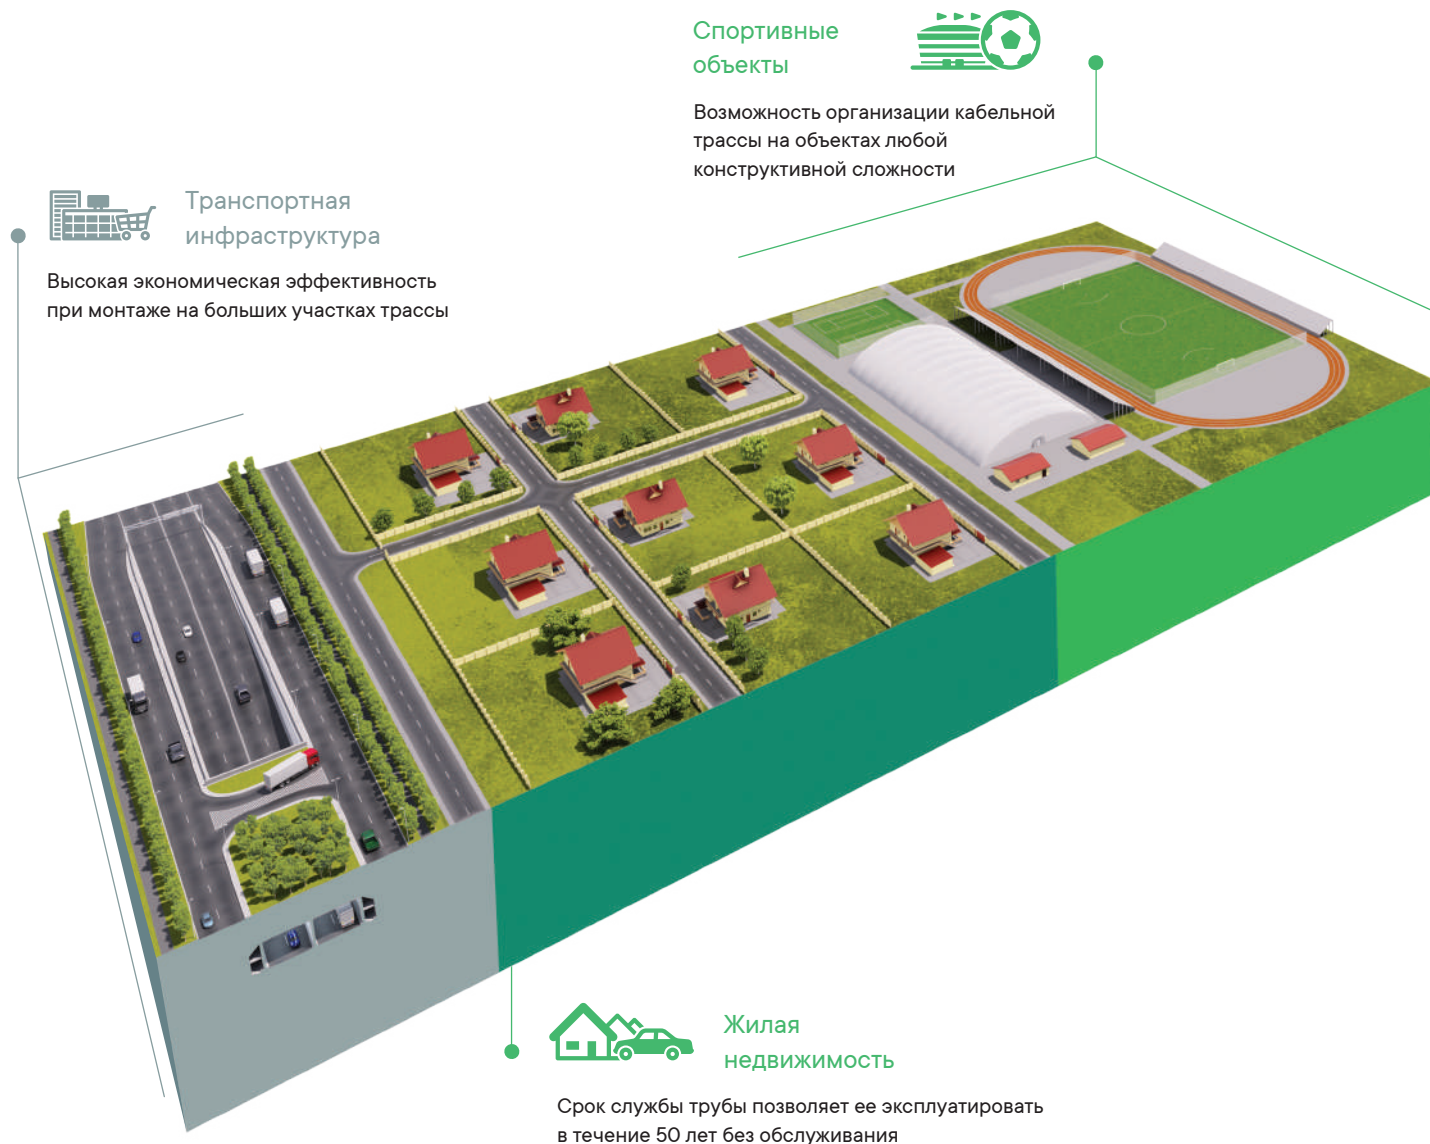 Спортивные
объекты
Возможность организации кабельной
трассы на объектах любой
конструктивной сложности
Транспортная
инфраструктура
Высокая экономическая эффективность
при монтаже на больших участках трассы
Жилая
недвижимость
Срок службы трубы позволяет ее эксплуатировать
в течение 50 лет без обслуживания